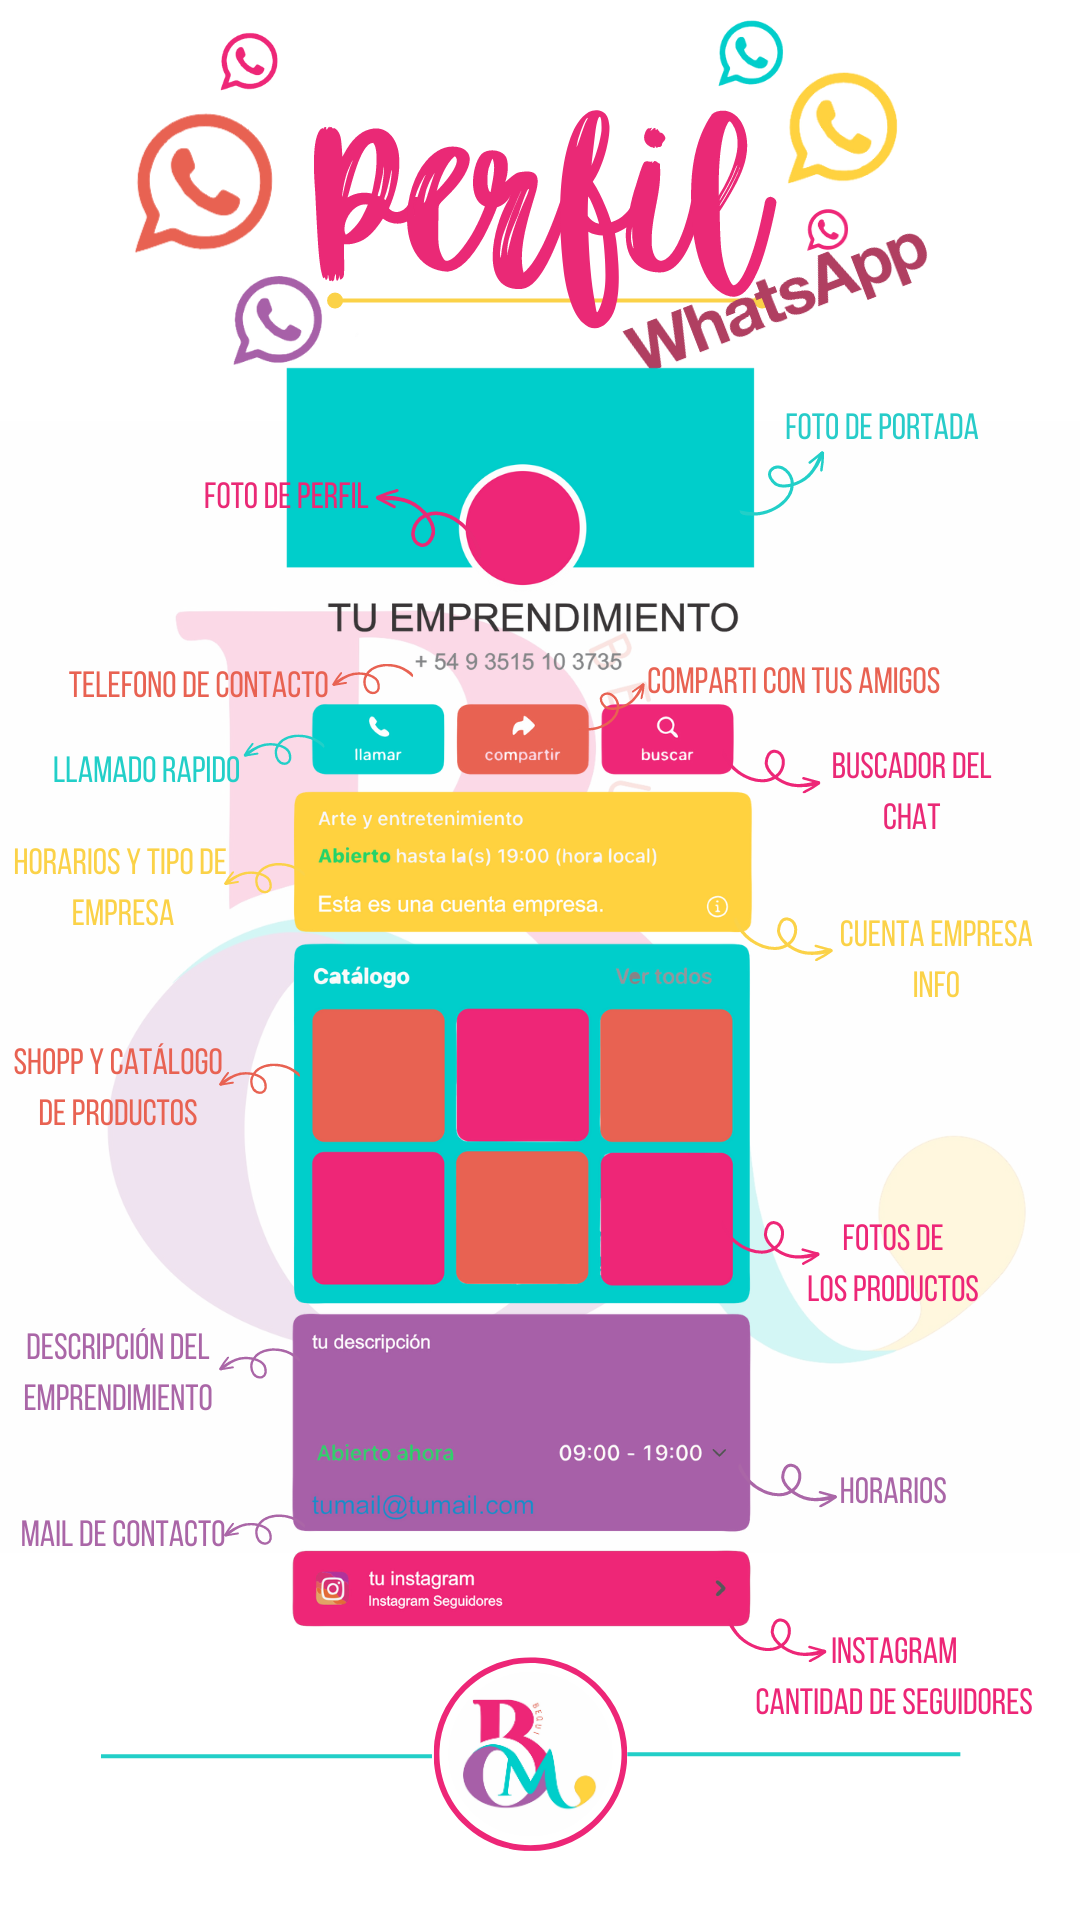 perfil
WhatsApp
FOTO DE PORTADA
FOTO DE PERFIL
TU EMPRENDIMIENTO
+ 54 9 3515 10 3735
TELEFONO DE CONTACTO
COMPARTI CON TUS AMIGOS
llamar
compartir
buscar
LLAMADO RAPIDO
BUSCADOR DEL
CHAT
Arte y entretenimiento
Abierto hasta la(s) 19:00 (hora local)
Esta es una cuenta empresa.
HORARIOS Y TIPO DE
EMPRESA
CUENTA EMPRESA
INFO
Catálogo
Ver todos
SHOPP Y CATÁLOGO
DE PRODUCTOS
FOTOS DE
LOS PRODUCTOS
tu descripción
DESCRIPCIÓN DEL
EMPRENDIMIENTO
Abierto ahora
09:00 - 19:00
HORARIOS
tumail@tumail.com
MAIL DE CONTACTO
tu instagram
Instagram Seguidores
INSTAGRAM
CANTIDAD DE SEGUIDORES
BEGUI
BM